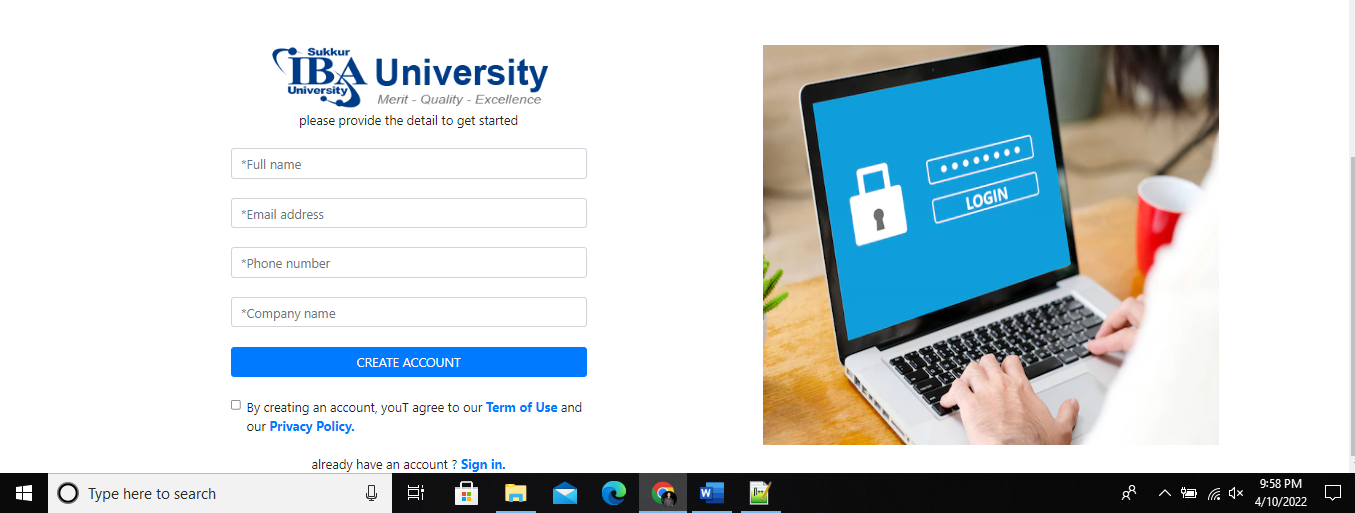 Sukkur
IBA University
University
Merit - Quality - Excellence
please provide the detail to get started
*Full name
*Email address
*Phone number
*Company name
CREATE ACCOUNT
By creating an account, youT agree to our Term of Use and
our Privacy Policy.
already have an account ? Sign in.
LOGIN
Type here to search
W
9:58 PM
4/10/2022